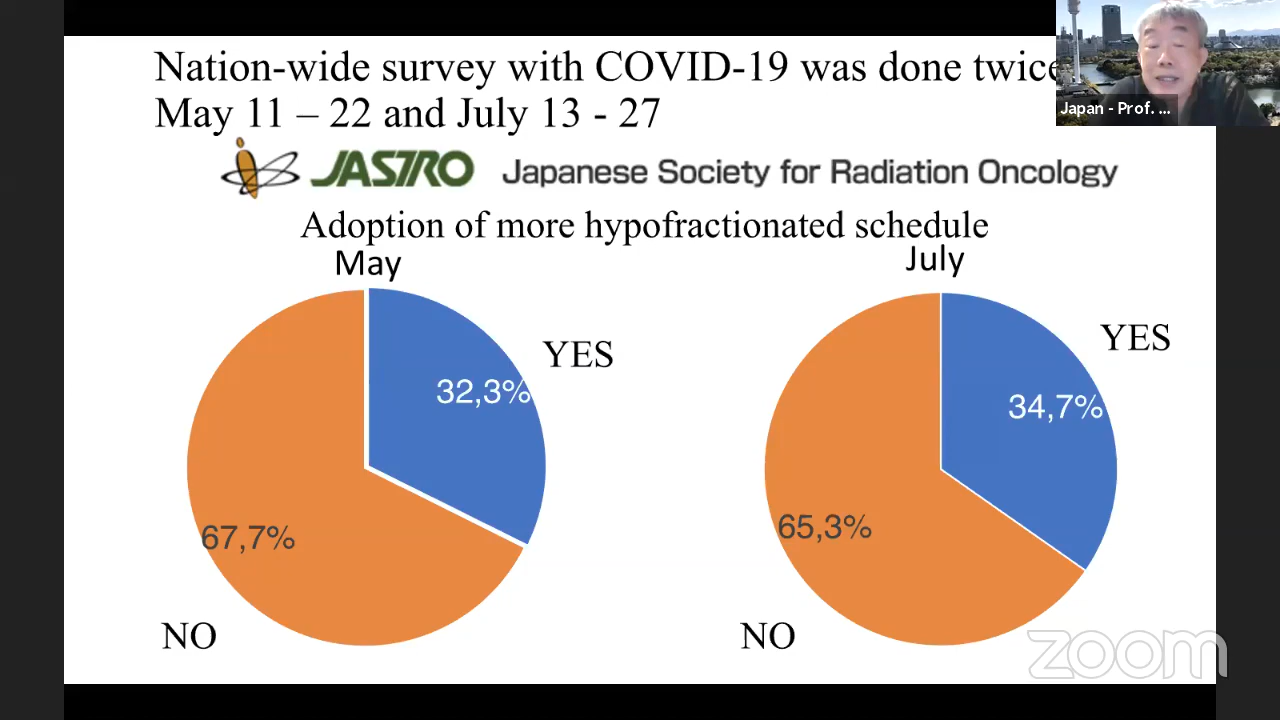 Nation-wide survey with COVID-19 was done twice
May 11 – 22 and July 13 - 27
Japan - Prof. ...
JASTRO Japanese Society for Radiation Oncology
Adoption of more hypofractionated schedule
May
July
YES
32,3%
67,7%
NO
YES
34,7%
65,3%
NO
zoom